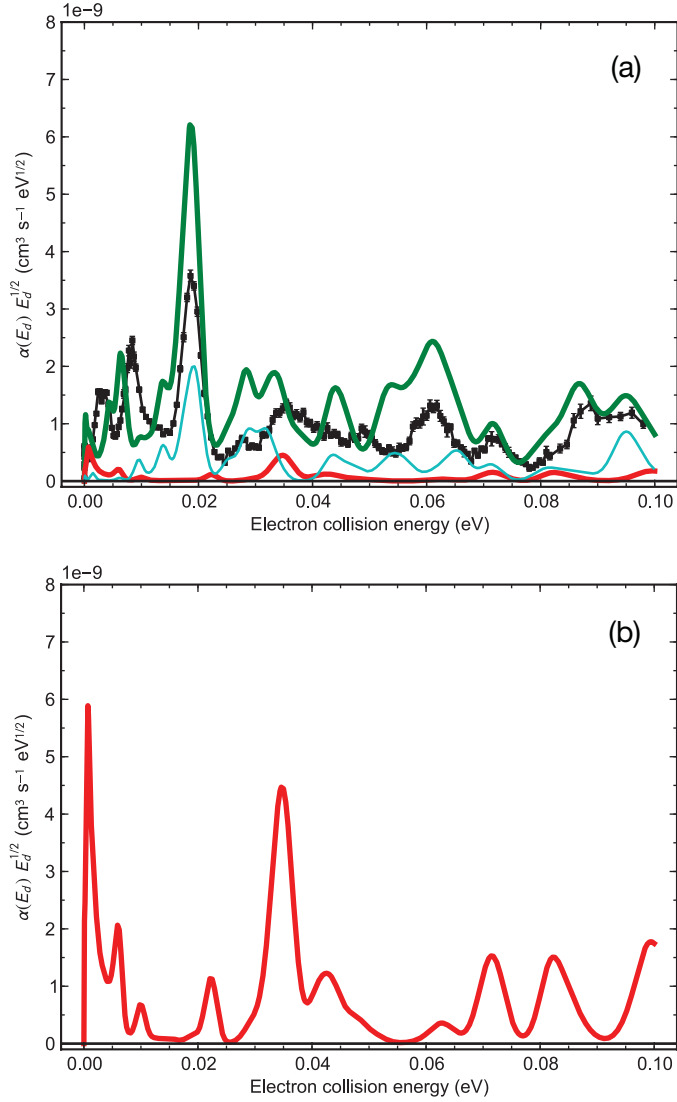 1e−9
(a)
8
7
6
5
4
3
2
1
0
α(E_d) E_d^{1/2} (cm³ s⁻¹ eV^{1/2})
0.00 0.02 0.04 0.06 0.08 0.10
Electron collision energy (eV)
1e−9
(b)
8
7
6
5
4
3
2
1
0
α(E_d) E_d^{1/2} (cm³ s⁻¹ eV^{1/2})
0.00 0.02 0.04 0.06 0.08 0.10
Electron collision energy (eV)